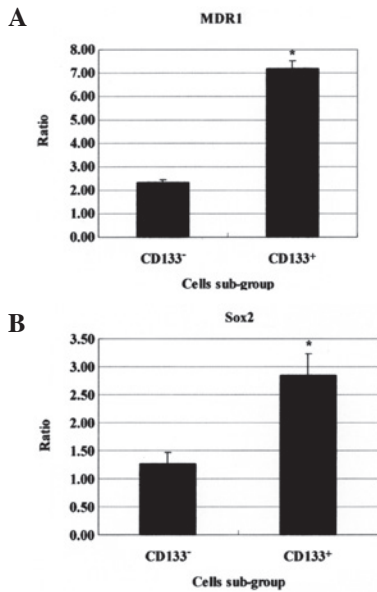 A
MDR1
*
8.00
7.00
6.00
5.00
4.00
3.00
2.00
1.00
0.00
Ratio
CD133⁻
CD133⁺
Cells sub-group
B
Sox2
*
3.50
3.00
2.50
2.00
1.50
1.00
0.50
0.00
Ratio
CD133⁻
CD133⁺
Cells sub-group